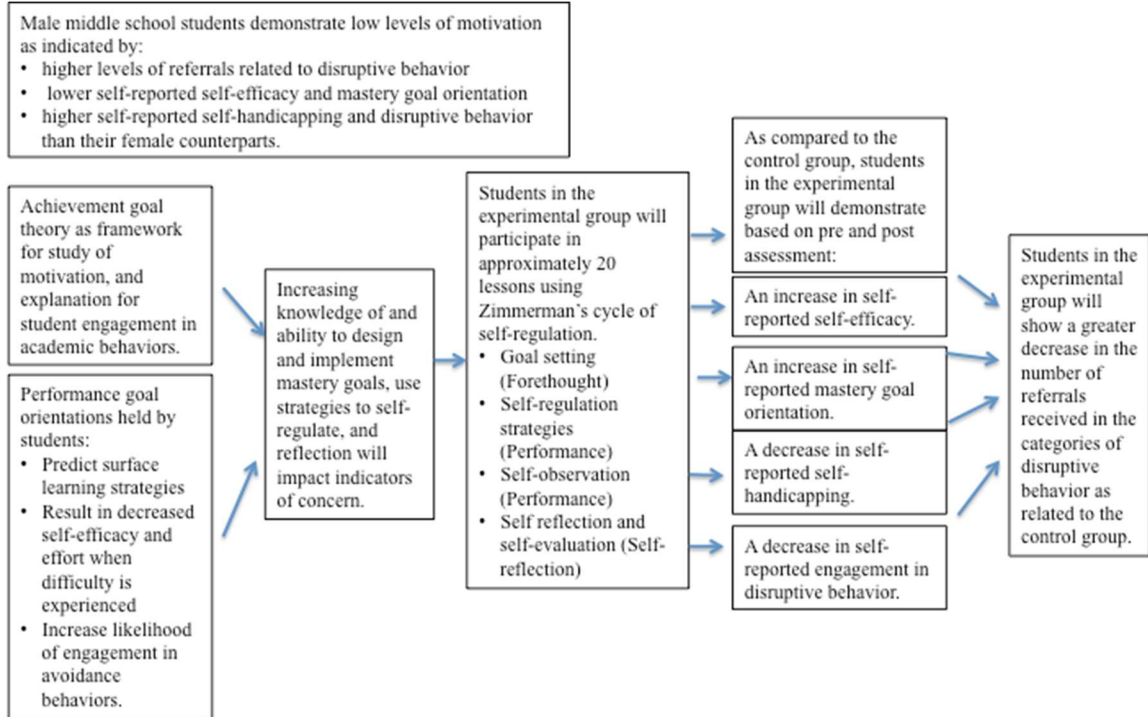 Male middle school students demonstrate low levels of motivation
as indicated by:
• higher levels of referrals related to disruptive behavior
• lower self-reported self-efficacy and mastery goal orientation
• higher self-reported self-handicapping and disruptive behavior
than their female counterparts.
Achievement goal
theory as framework
for study of
motivation, and
explanation for
student engagement in
academic behaviors.
Performance goal
orientations held by
students:
• Predict surface
learning strategies
• Result in decreased
self-efficacy and
effort when
difficulty is
experienced
• Increase likelihood
of engagement in
avoidance
behaviors.
Increasing
knowledge of and
ability to design
and implement
mastery goals, use
strategies to self-
regulate, and
reflection will
impact indicators
of concern.
Students in the
experimental group will
participate in
approximately 20
lessons using
Zimmerman's cycle of
self-regulation.
• Goal setting
(Forethought)
• Self-regulation
strategies
(Performance)
• Self-observation
(Performance)
• Self reflection and
self-evaluation (Self-
reflection)
As compared to the
control group, students
in the experimental
group will demonstrate
based on pre and post
assessment:
An increase in self-
reported self-efficacy.
An increase in self-
reported mastery goal
orientation.
A decrease in self-
reported self-
handicapping.
A decrease in self-
reported engagement in
disruptive behavior.
Students in the
experimental
group will
show a greater
decrease in the
number of
referrals
received in the
categories of
disruptive
behavior as
related to the
control group.